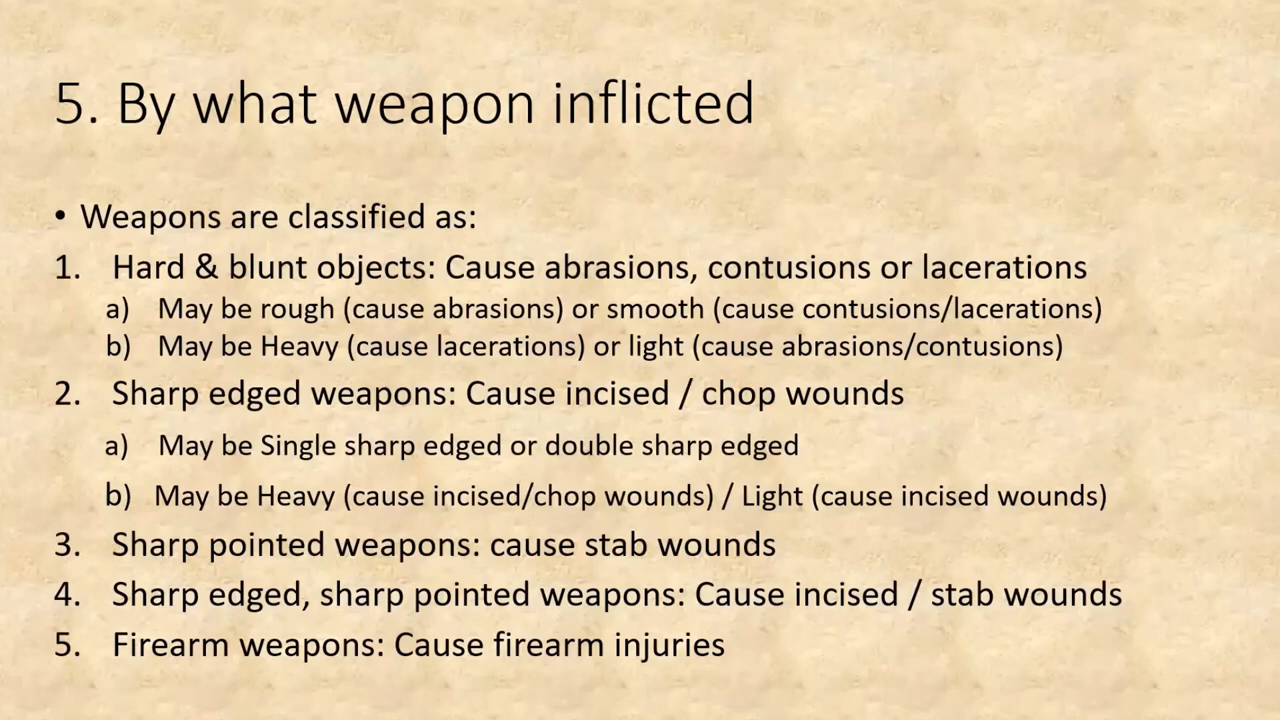 5. By what weapon inflicted
• Weapons are classified as:
1. Hard & blunt objects: Cause abrasions, contusions or lacerations
a) May be rough (cause abrasions) or smooth (cause contusions/lacerations)
b) May be Heavy (cause lacerations) or light (cause abrasions/contusions)
2. Sharp edged weapons: Cause incised / chop wounds
a) May be Single sharp edged or double sharp edged
b) May be Heavy (cause incised/chop wounds) / Light (cause incised wounds)
3. Sharp pointed weapons: cause stab wounds
4. Sharp edged, sharp pointed weapons: Cause incised / stab wounds
5. Firearm weapons: Cause firearm injuries